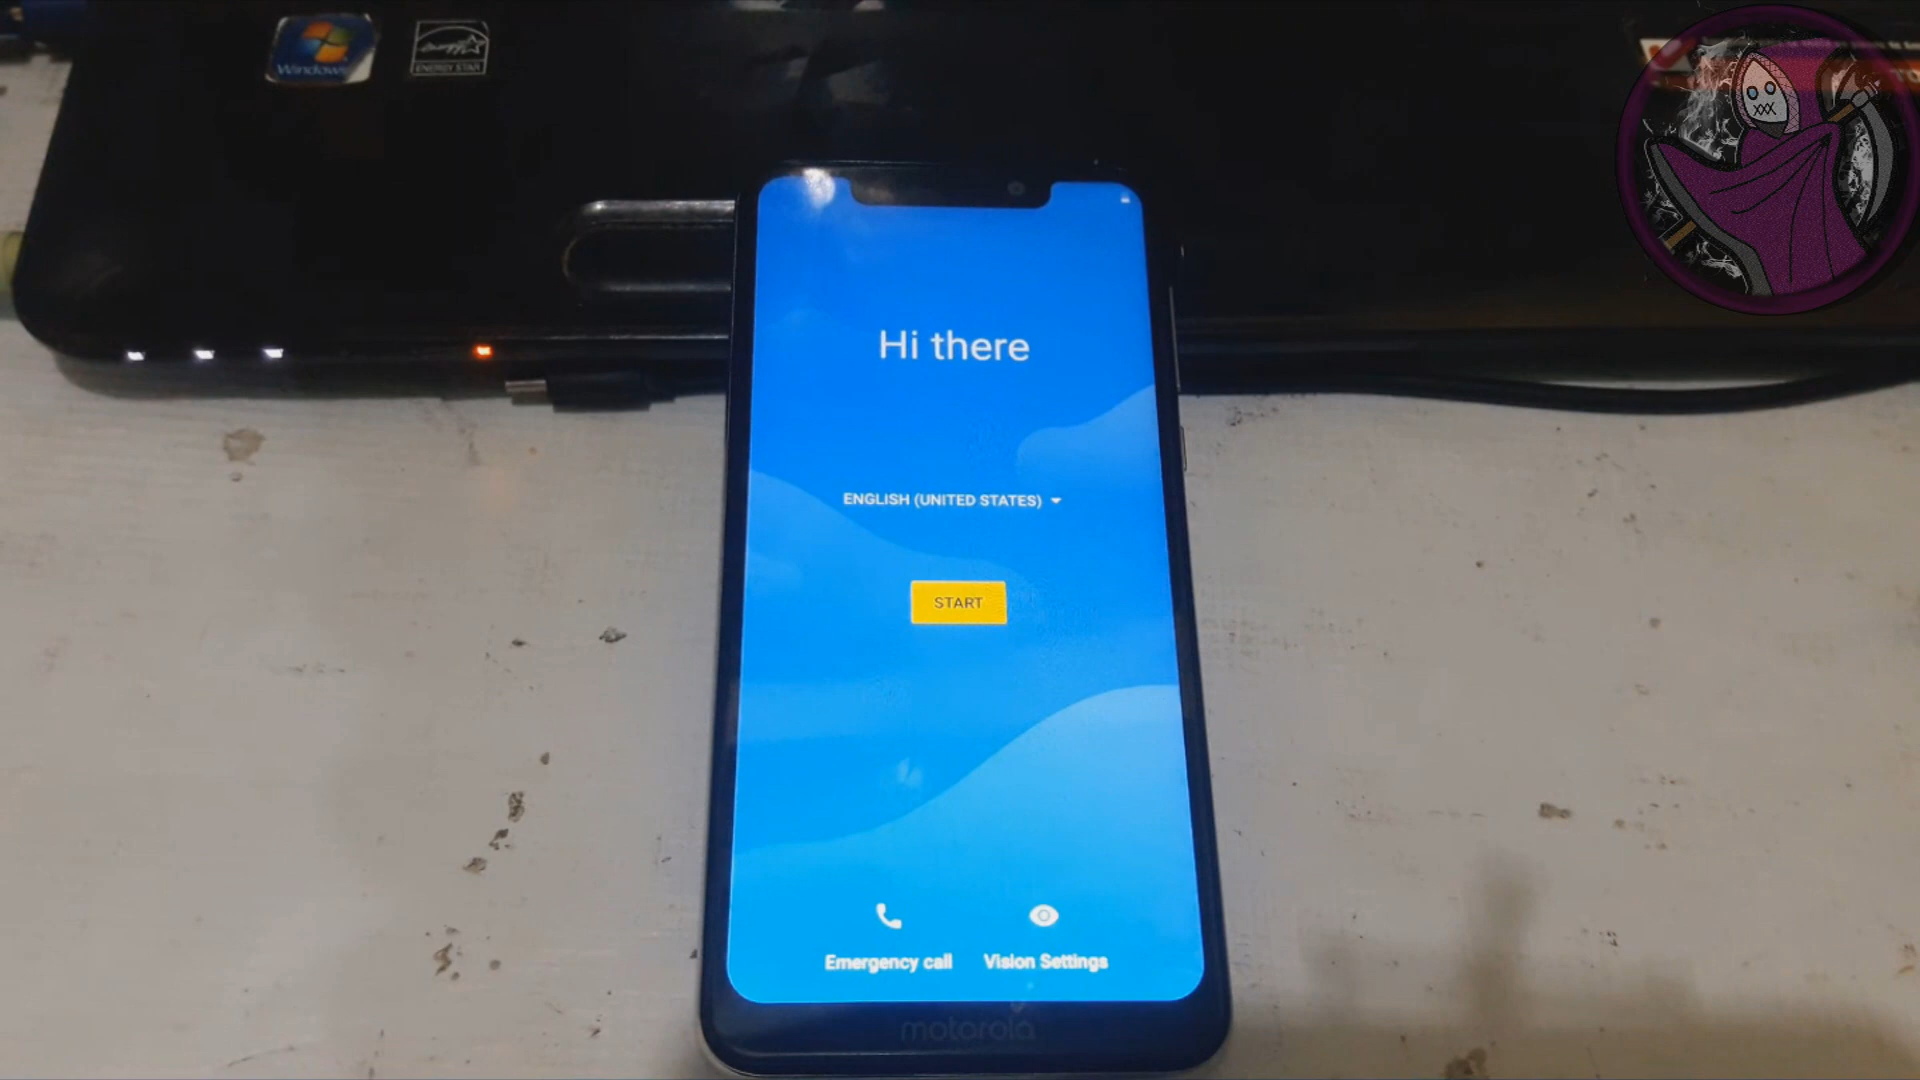 Windows
ENERGY STAR
Hi there
ENGLISH (UNITED STATES)
START
Emergency call
Vision Settings
motorola